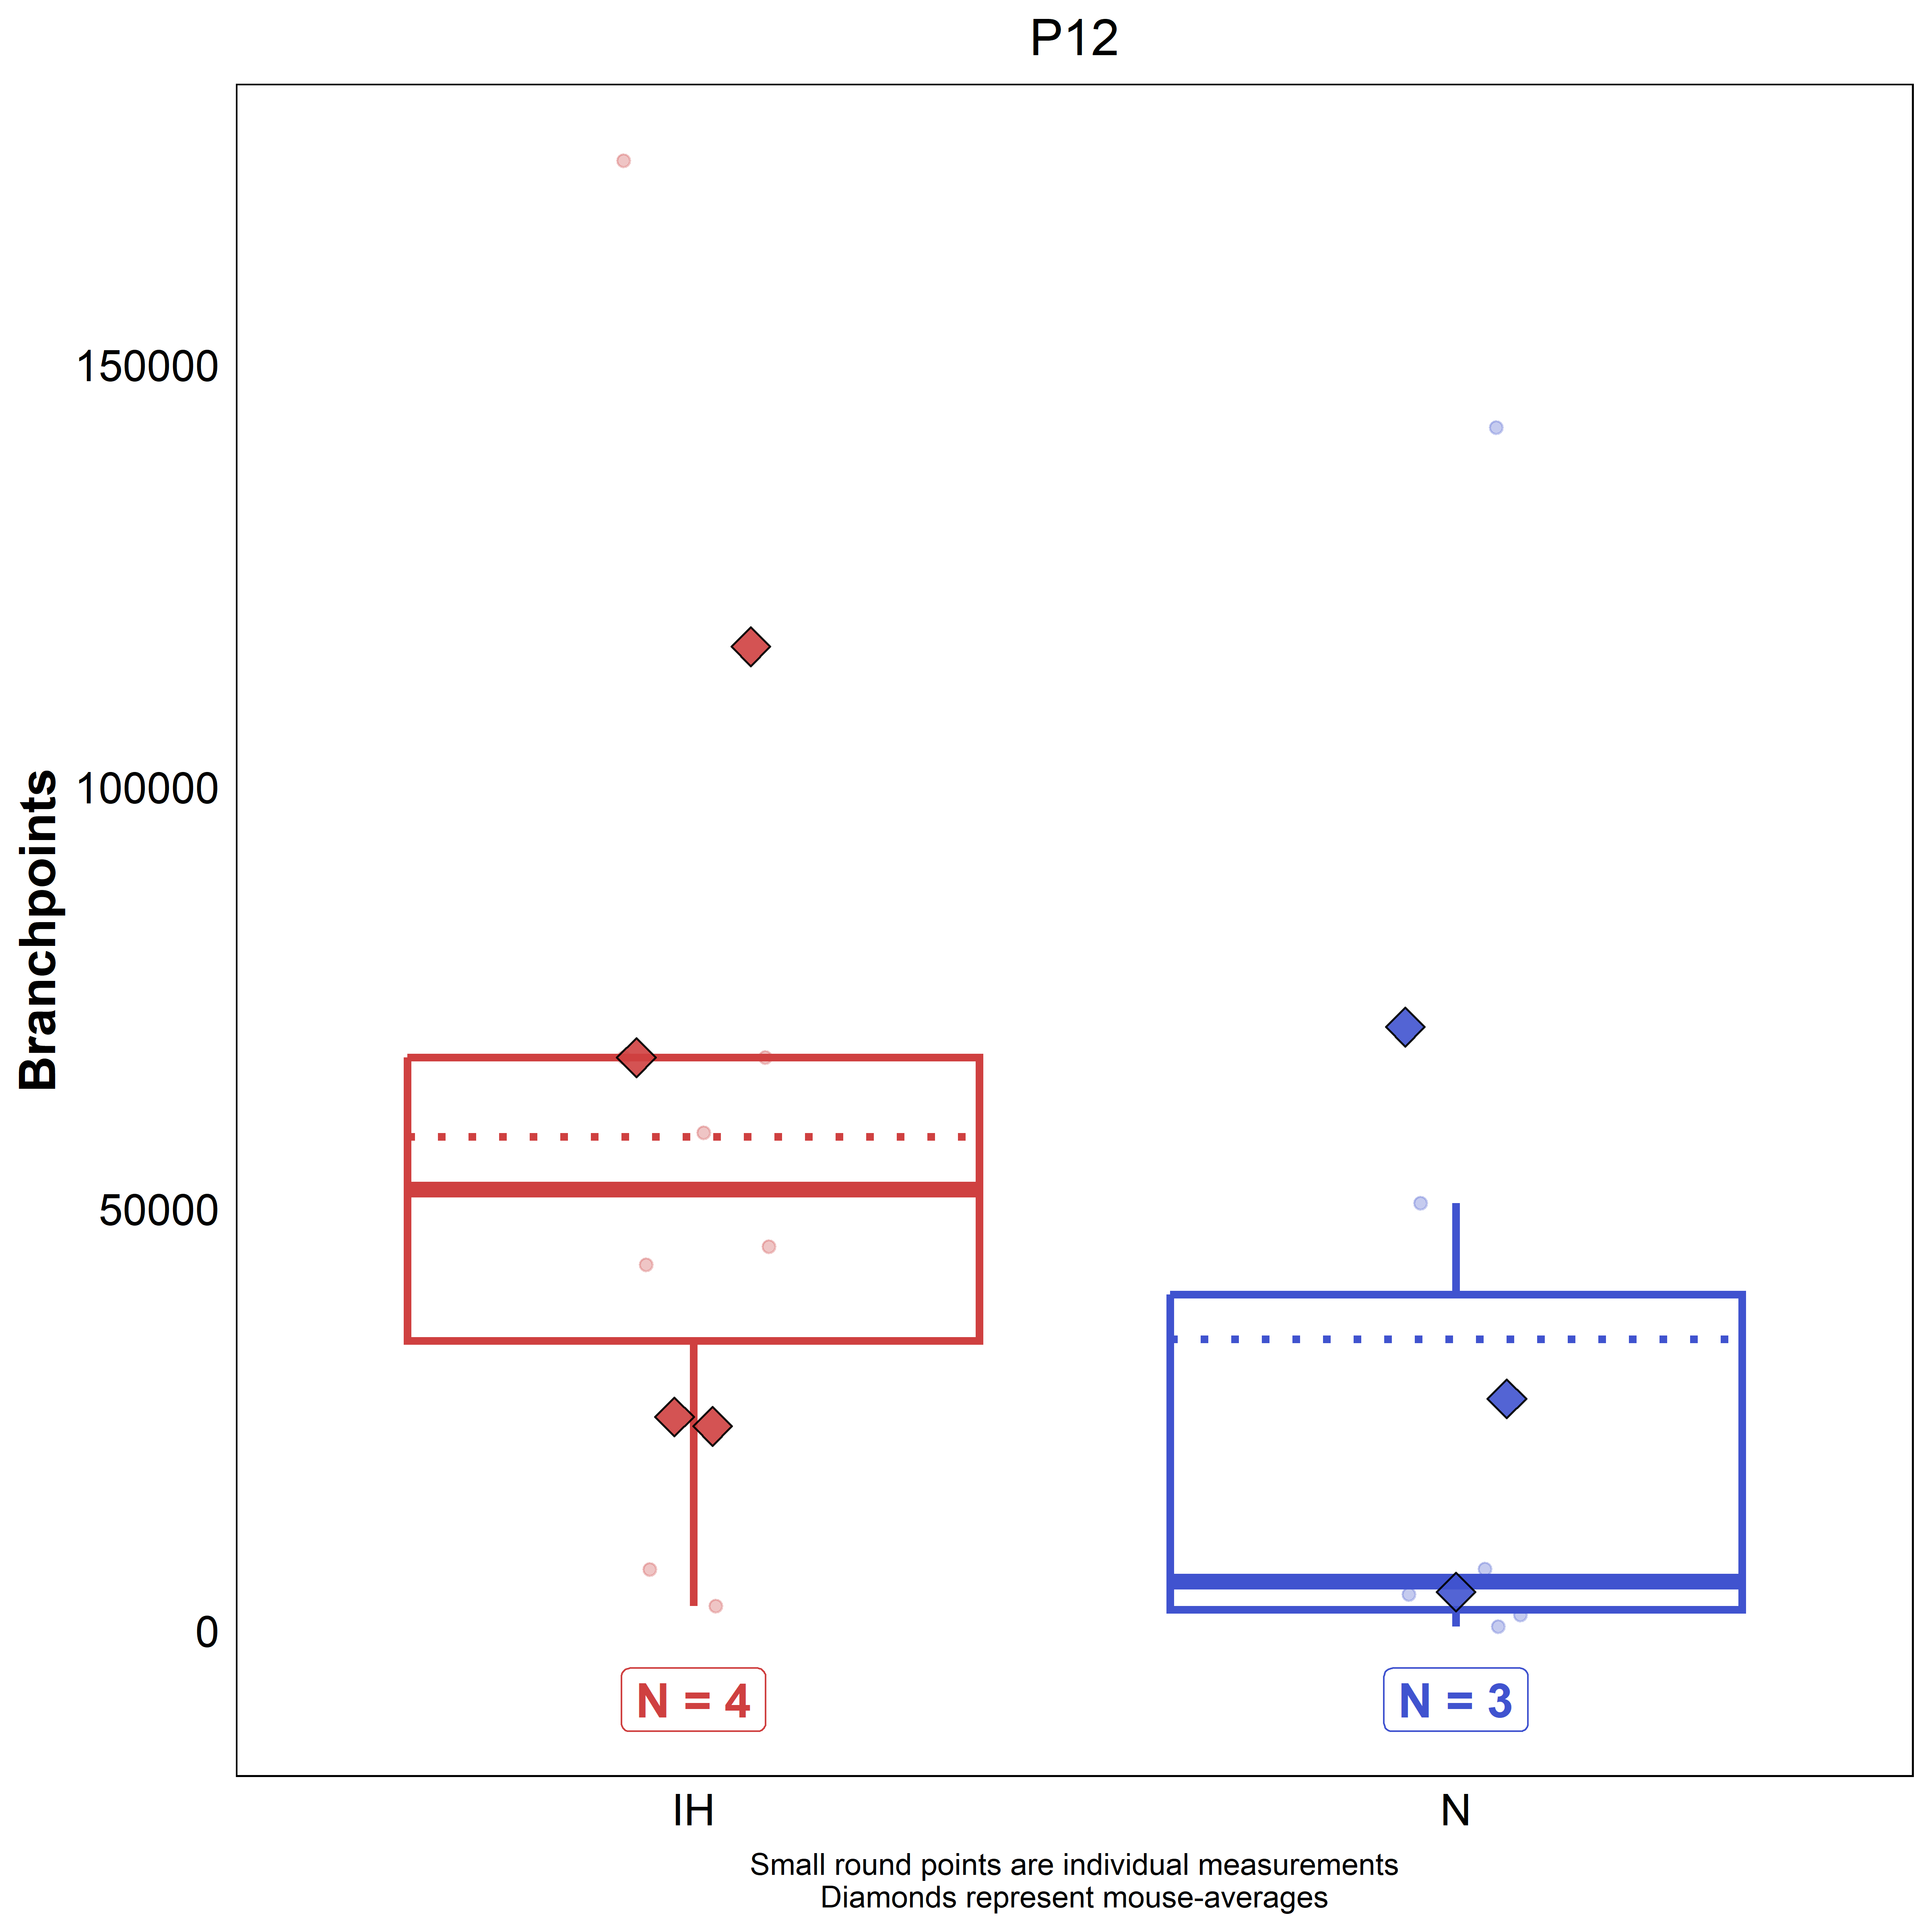 P12
Branchpoints
150000
100000
50000
0
N = 4
N = 3
IH
N
Small round points are individual measurements
Diamonds represent mouse-averages